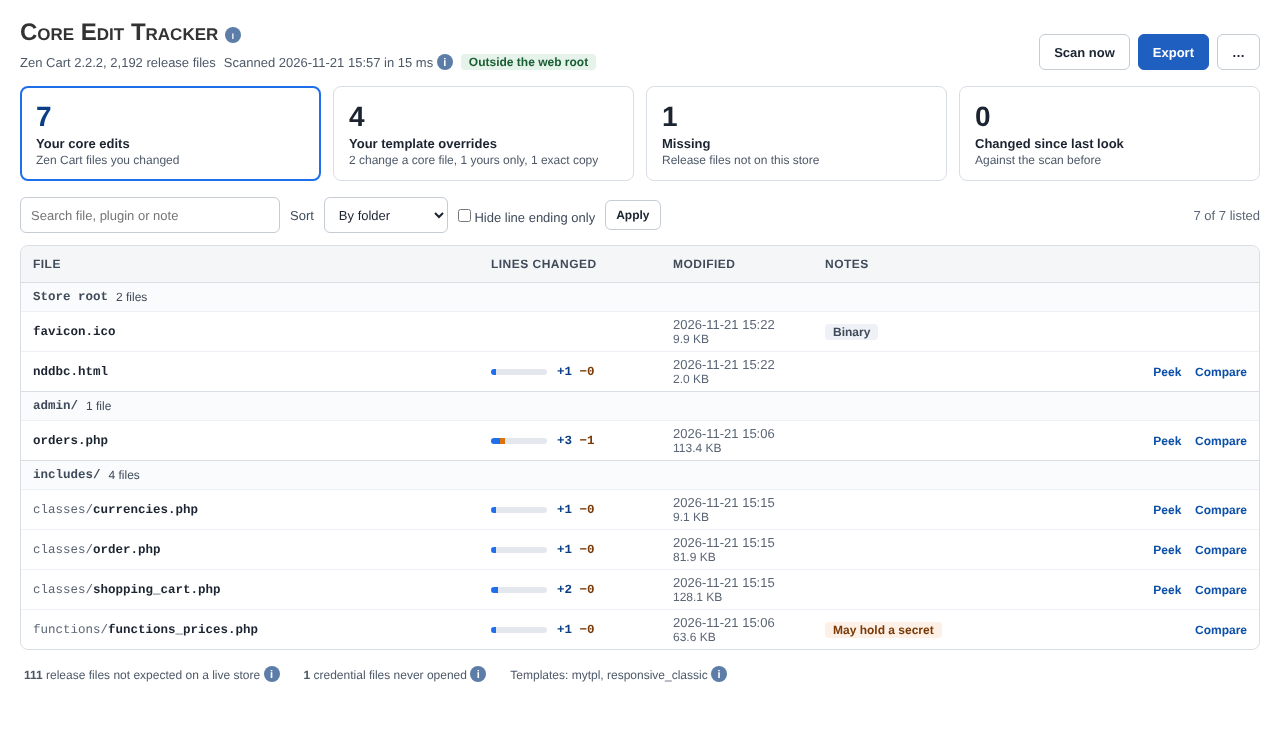 Core Edit Tracker i
Zen Cart 2.2.2, 2,192 release files Scanned 2026-11-21 15:57 in 15 ms i Outside the web root
Scan now Export ...
7
Your core edits
Zen Cart files you changed
4
Your template overrides
2 change a core file, 1 yours only, 1 exact copy
1
Missing
Release files not on this store
0
Changed since last look
Against the scan before
Search file, plugin or note Sort By folder Hide line ending only Apply 7 of 7 listed
FILE LINES CHANGED MODIFIED NOTES
Store root 2 files
favicon.ico 2026-11-21 15:22 Binary
9.9 KB
nddbc.html +1 −0 2026-11-21 15:22 Peek Compare
2.0 KB
admin/ 1 file
orders.php +3 −1 2026-11-21 15:06 Peek Compare
113.4 KB
includes/ 4 files
classes/currencies.php +1 −0 2026-11-21 15:15 Peek Compare
9.1 KB
classes/order.php +1 −0 2026-11-21 15:15 Peek Compare
81.9 KB
classes/shopping_cart.php +2 −0 2026-11-21 15:15 Peek Compare
128.1 KB
functions/functions_prices.php +1 −0 2026-11-21 15:06 May hold a secret Compare
63.6 KB
111 release files not expected on a live store i 1 credential files never opened i Templates: mytpl, responsive_classic i